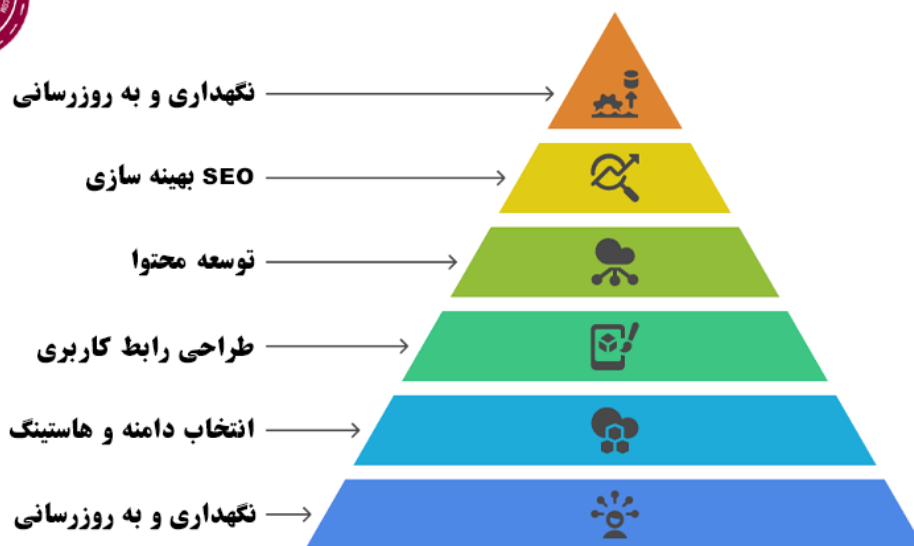 نگهداری و به روزرسانی
SEO بهینه سازی
توسعه محتوا
طراحی رابط کاربری
انتخاب دامنه و هاستینگ
نگهداری و به روزرسانی